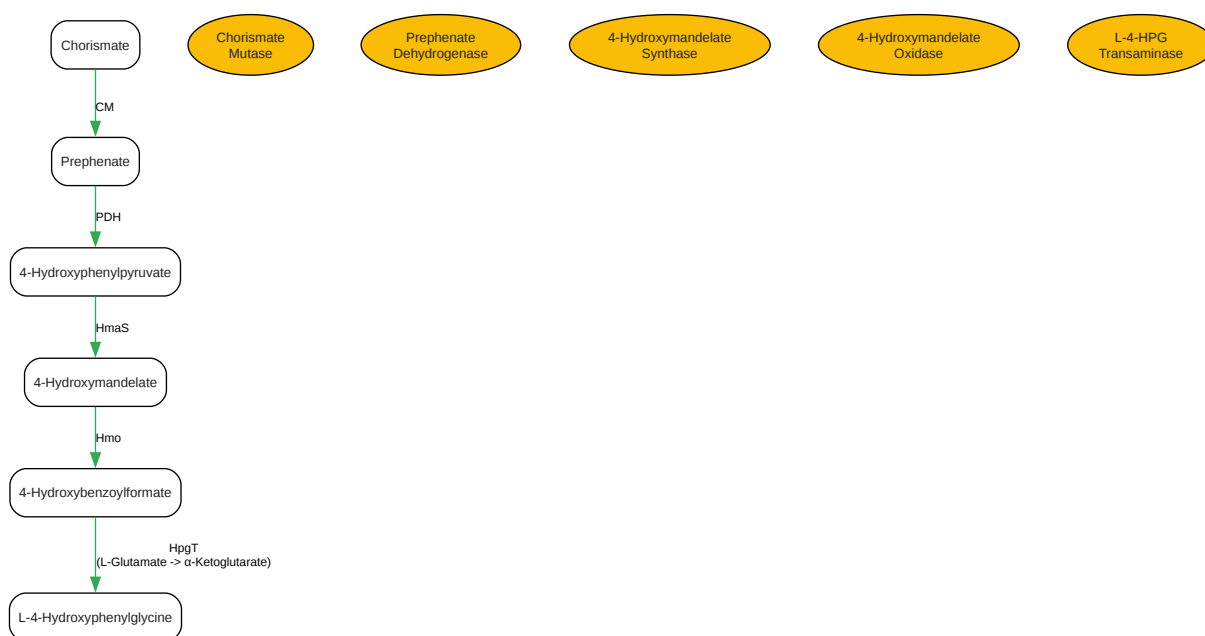 Chorismate
Chorismate
Mutase
Prephenate
Dehydrogenase
4-Hydroxymandelate
Synthase
4-Hydroxymandelate
Oxidase
L-4-HPG
Transaminase
CM
Prephenate
PDH
4-Hydroxyphenylpyruvate
HmaS
4-Hydroxymandelate
Hmo
4-Hydroxybenzoylformate
HpgT
(L-Glutamate -> α-Ketoglutarate)
L-4-Hydroxyphenylglycine